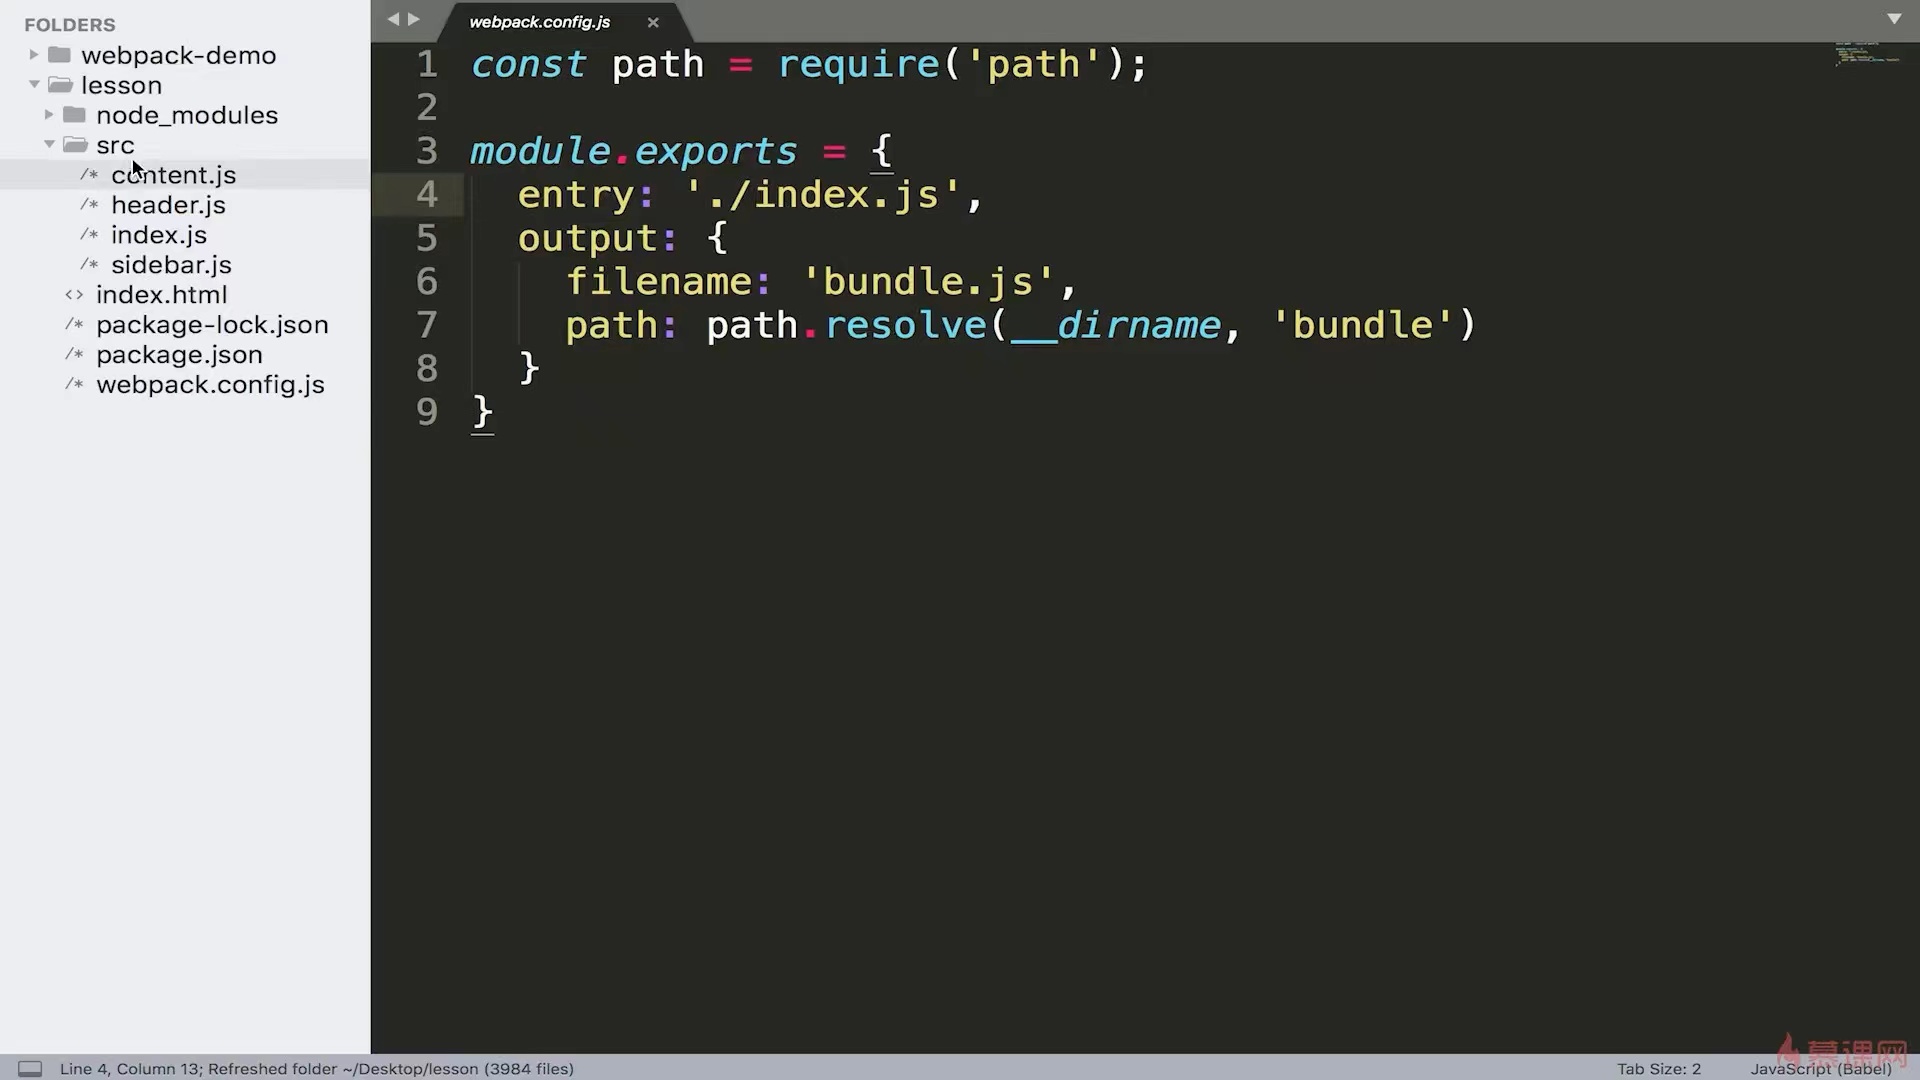 FOLDERS
webpack-demo
lesson
node_modules
src
/* content.js
/* header.js
/* index.js
/* sidebar.js
<> index.html
/* package-lock.json
/* package.json
/* webpack.config.js
webpack.config.js ×
1 const path = require('path');
2
3 module.exports = {
4 entry: './index.js',
5 output: {
6 filename: 'bundle.js',
7 path: path.resolve(__dirname, 'bundle')
8 }
9 }
Line 4, Column 13; Refreshed folder ~/Desktop/lesson (3984 files)
Tab Size: 2
JavaScript (Babel)
慕课网